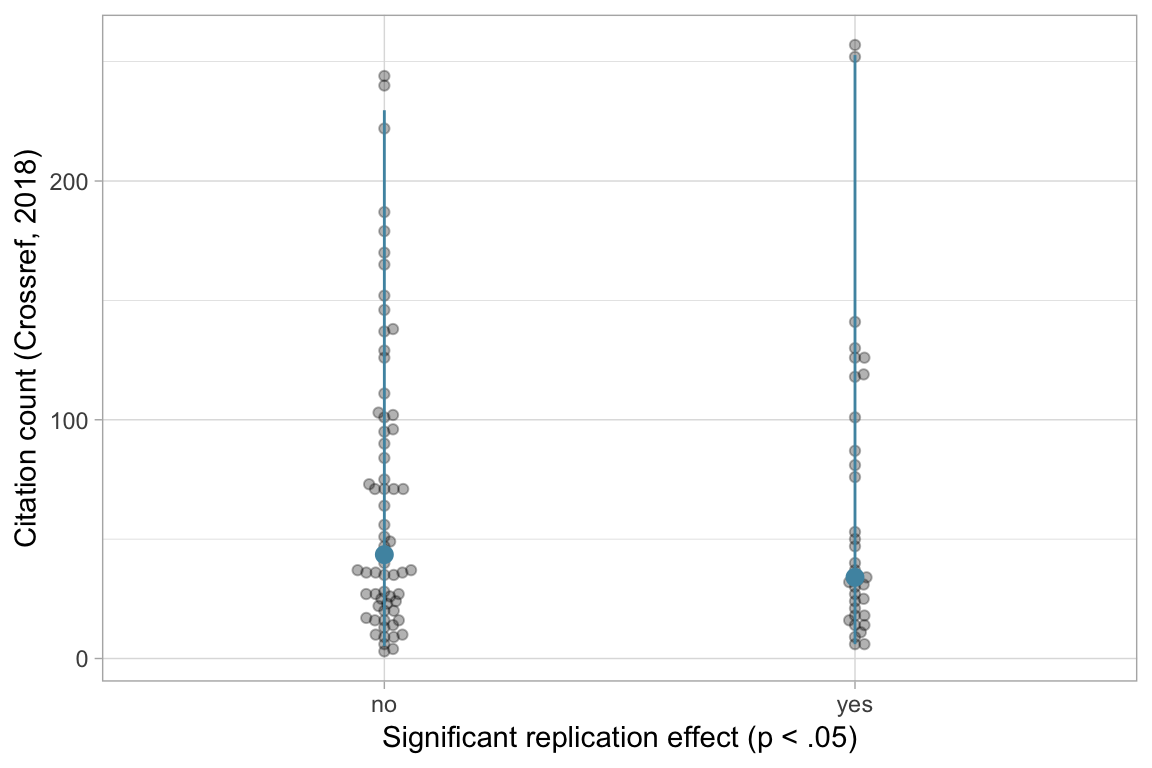 Citation count (Crossref, 2018)
200
100
0
no
yes
Significant replication effect (p < .05)